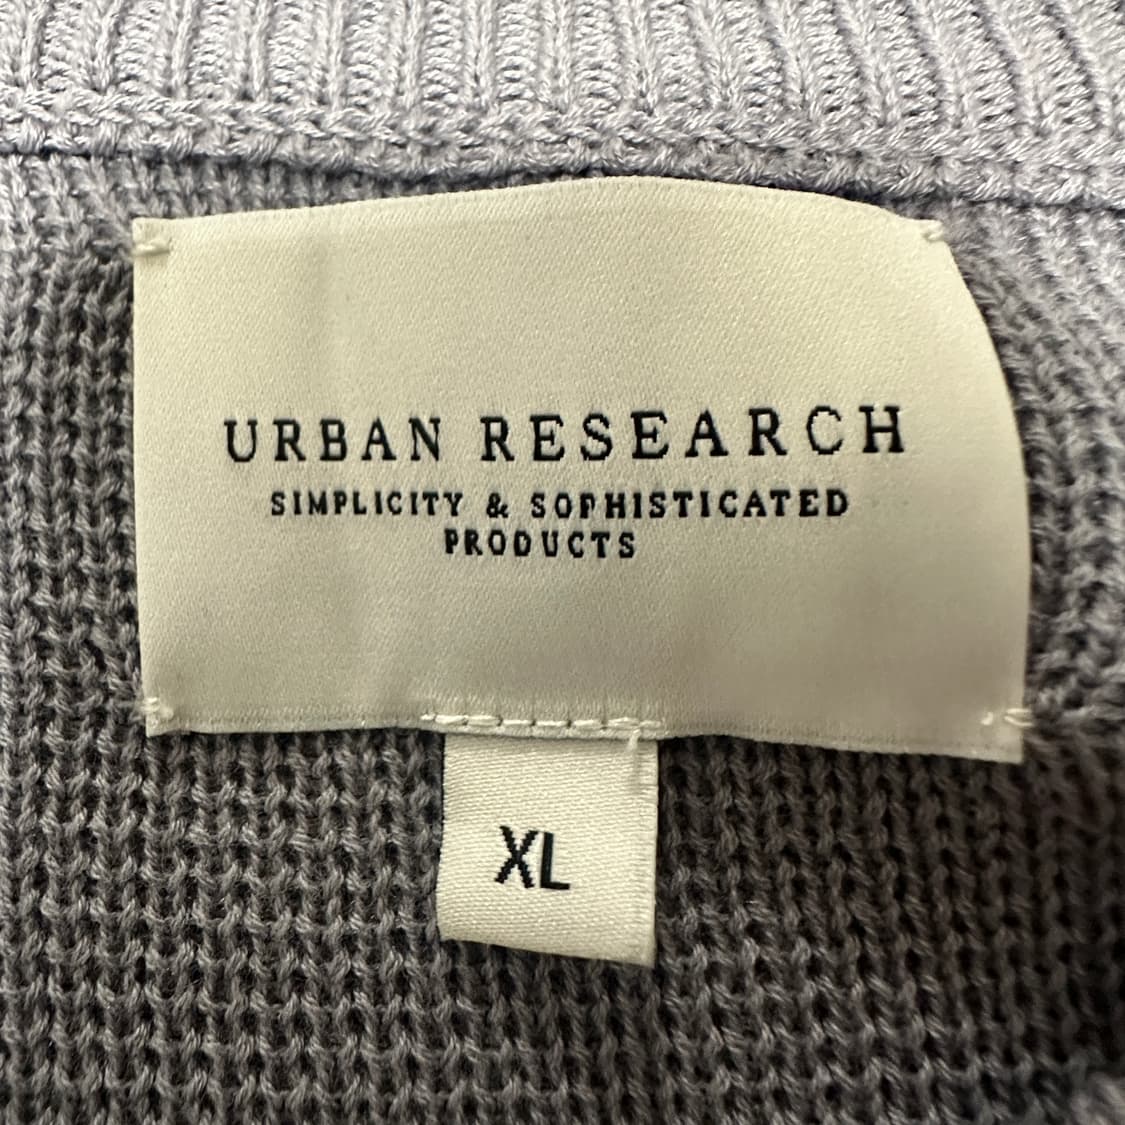 URBAN RESEARCH
SIMPLICITY & SOPHISTICATED
PRODUCTS
XL